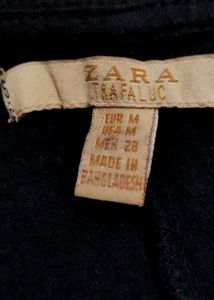 ZARA
TRAFALUC
EUR M
USA M
MEX 28
MADE IN
BANGLADESH